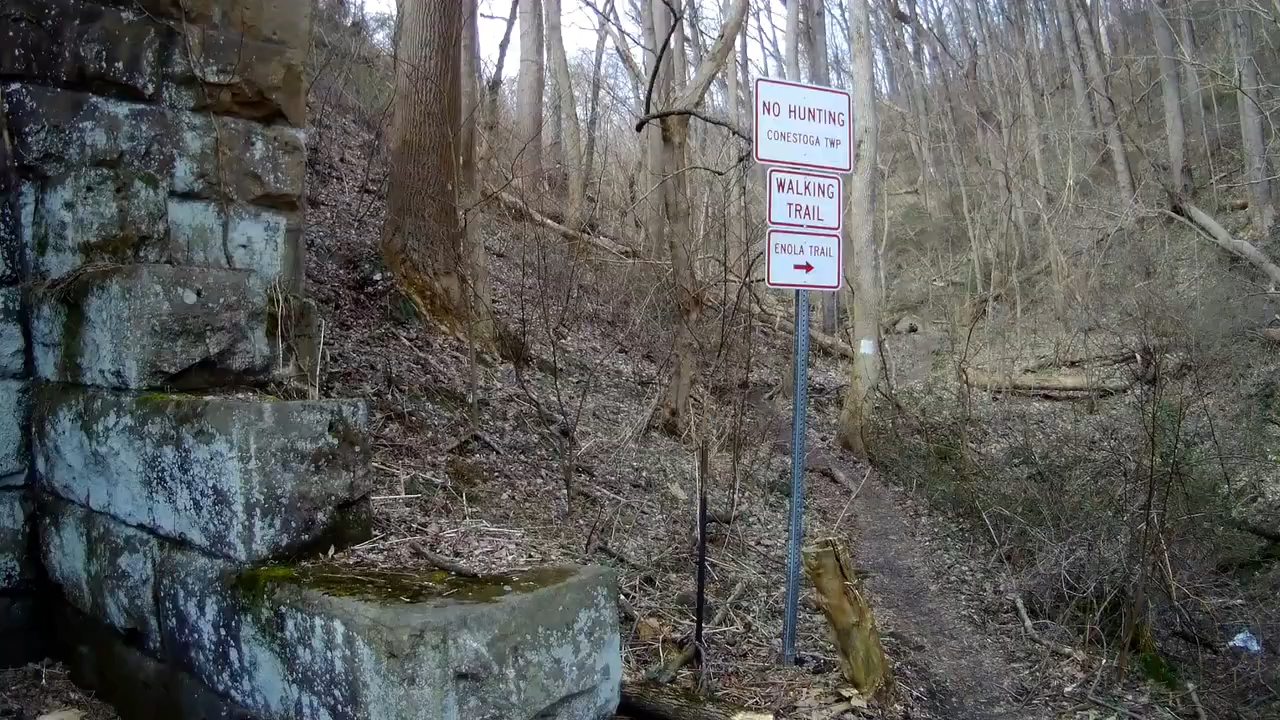 NO HUNTING
CONESTOGA TWP
WALKING
TRAIL
ENOLA TRAIL